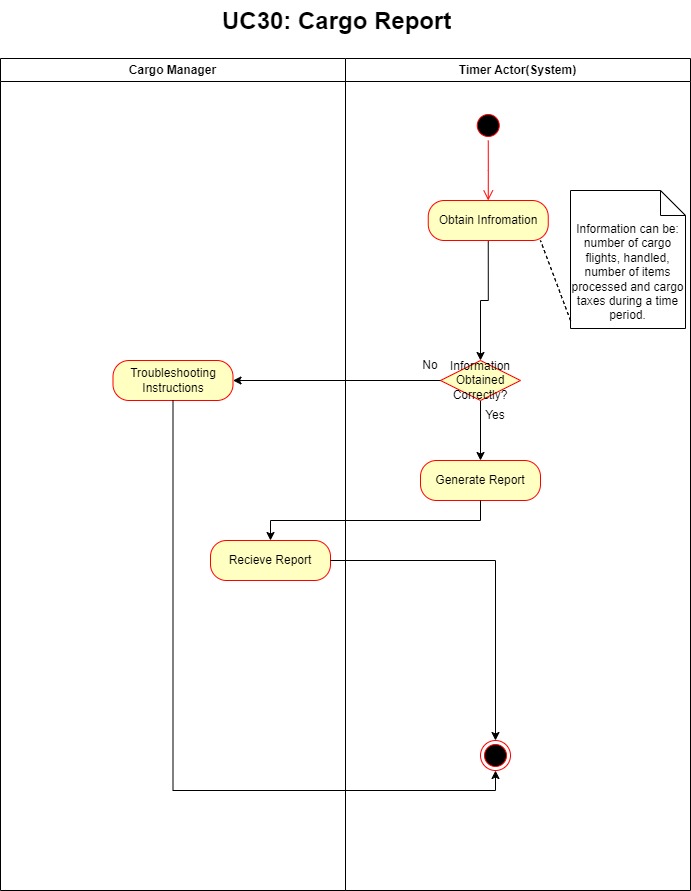 UC30: Cargo Report
Cargo Manager
Timer Actor(System)
Obtain Infromation
Information can be:
number of cargo
flights, handled,
number of items
processed and cargo
taxes during a time
period.
No
Information
Obtained
Correctly?
Troubleshooting
Instructions
Yes
Generate Report
Recieve Report